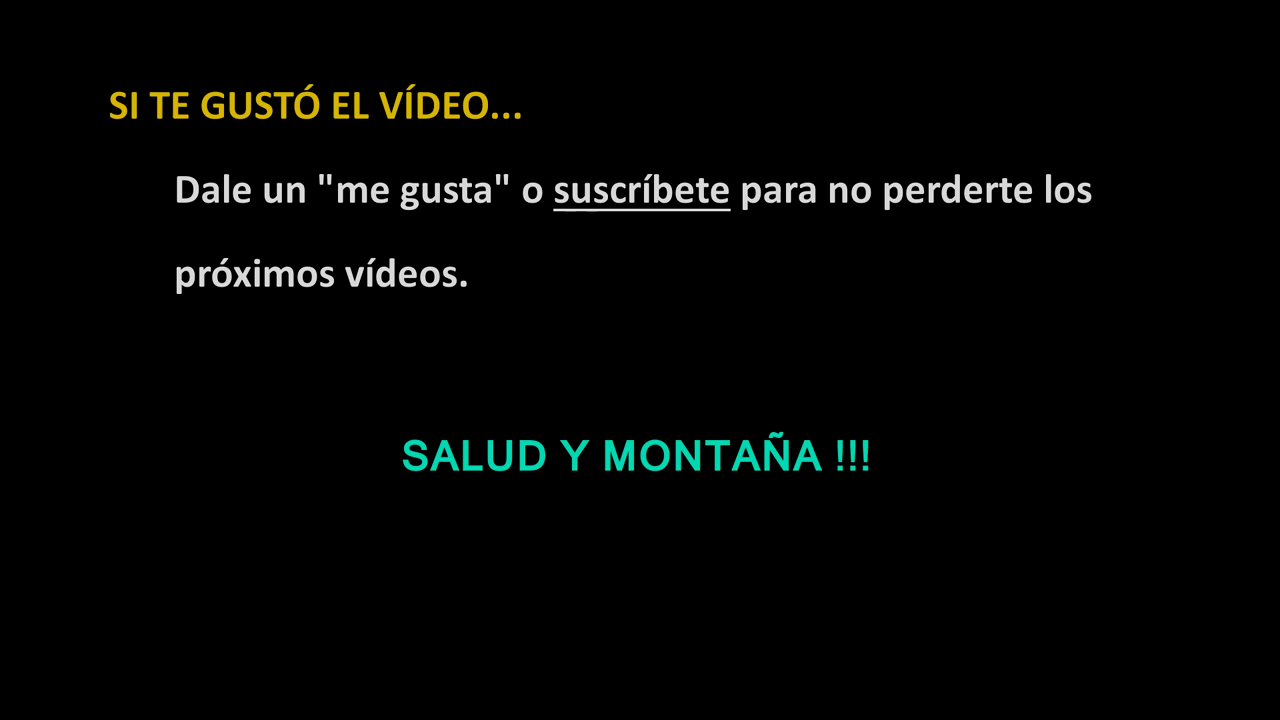 SI TE GUSTÓ EL VÍDEO...
Dale un "me gusta" o suscríbete para no perderte los
próximos vídeos.
SALUD Y MONTAÑA !!!